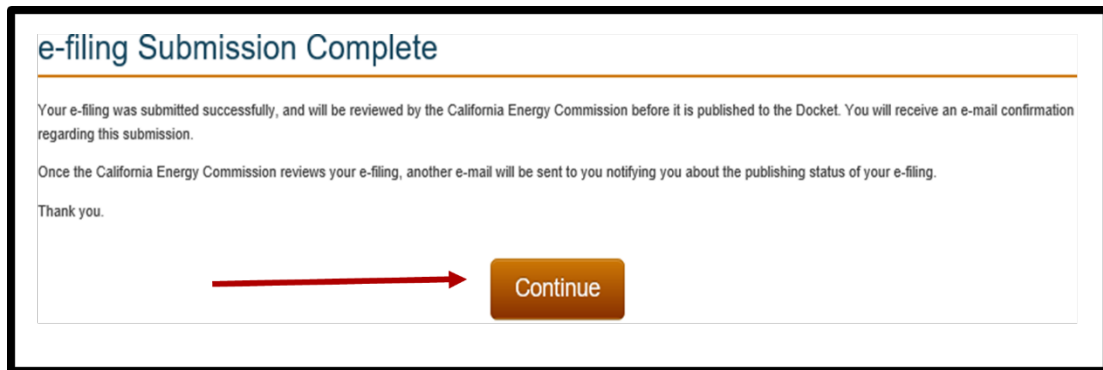 e-filing Submission Complete
Your e-filing was submitted successfully, and will be reviewed by the California Energy Commission before it is published to the Docket. You will receive an e-mail confirmation
regarding this submission.
Once the California Energy Commission reviews your e-filing, another e-mail will be sent to you notifying you about the publishing status of your e-filing.
Thank you.
Continue